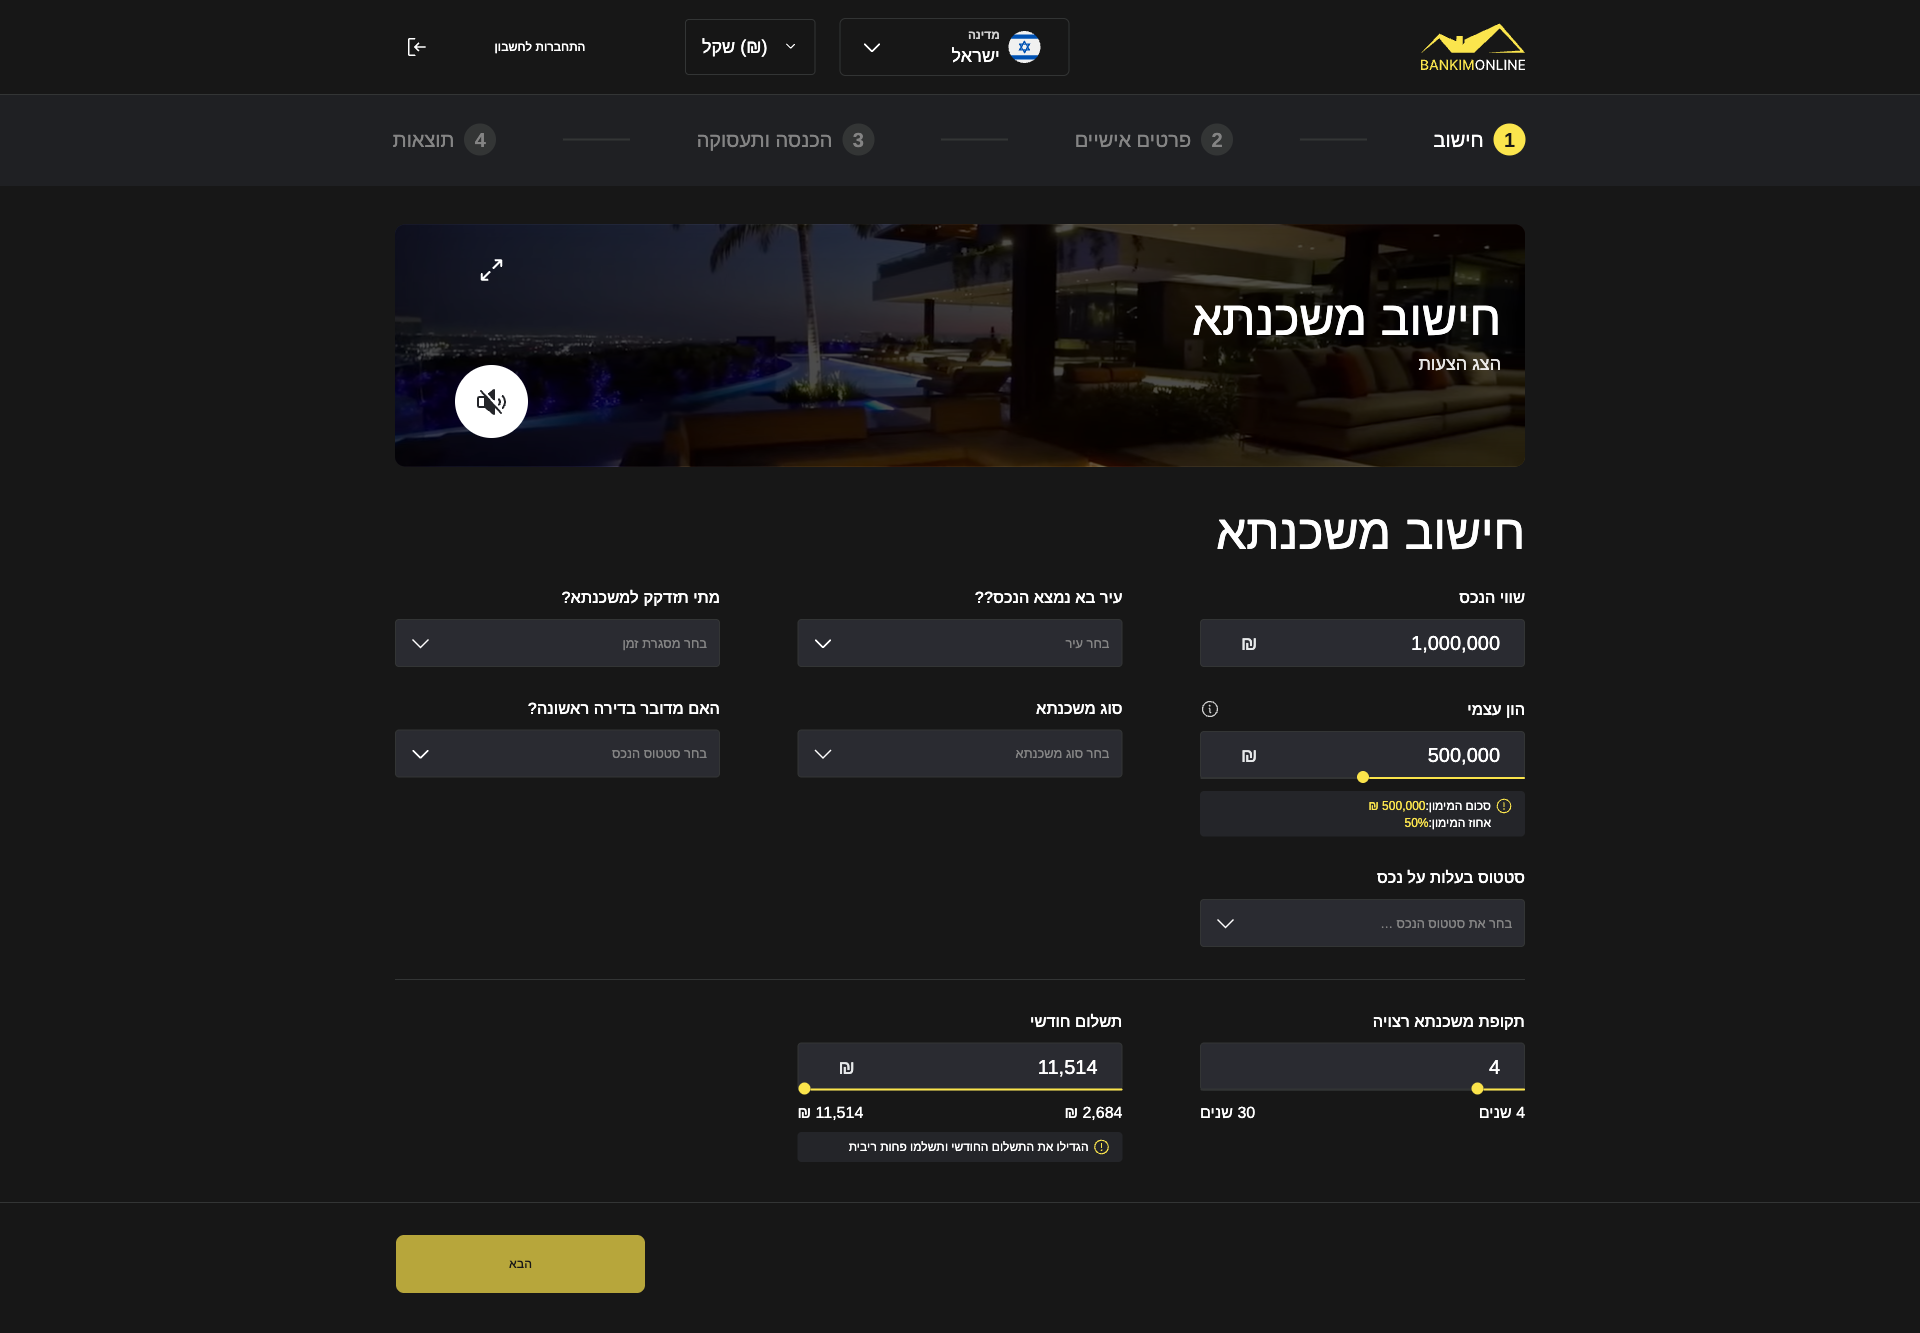 BANKIMONLINE
מדינה
ישראל
שקל (₪)
התחברות לחשבון
1 חישוב
2 פרטים אישיים
3 הכנסה ותעסוקה
4 תוצאות
חישוב משכנתא
הצג הצעות
חישוב משכנתא
שווי הנכס
1,000,000 ₪
עיר בא נמצא הנכס??
בחר עיר
מתי תזדקק למשכנתא?
בחר מסגרת זמן
הון עצמי
500,000 ₪
סכום המימון:500,000 ₪
אחוז המימון:50%
סוג משכנתא
בחר סוג משכנתא
האם מדובר בדירה ראשונה?
בחר סטטוס הנכס
סטטוס בעלות על נכס
בחר את סטטוס הנכס ...
תקופת משכנתא רצויה
4
4 שנים
30 שנים
תשלום חודשי
11,514 ₪
2,684 ₪
11,514 ₪
הגדילו את התשלום החודשי ותשלמו פחות ריבית
הבא